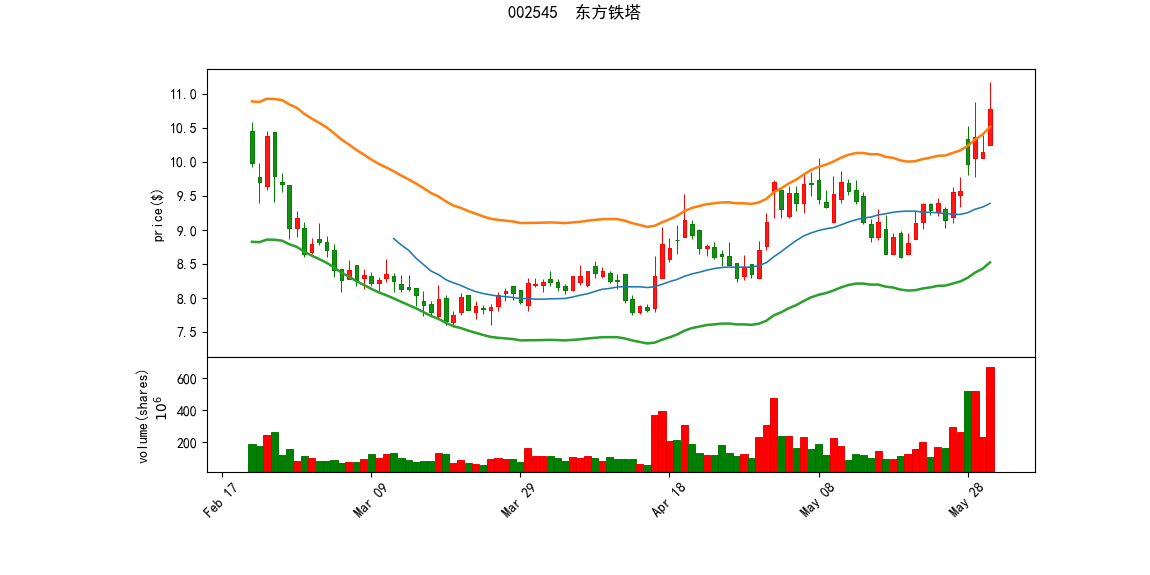 002545 东方铁塔
price($)
11.0
10.5
10.0
9.5
9.0
8.5
8.0
7.5
volume(shares)
10^6
600
400
200
Feb 17
Mar 09
Mar 29
Apr 18
May 08
May 28